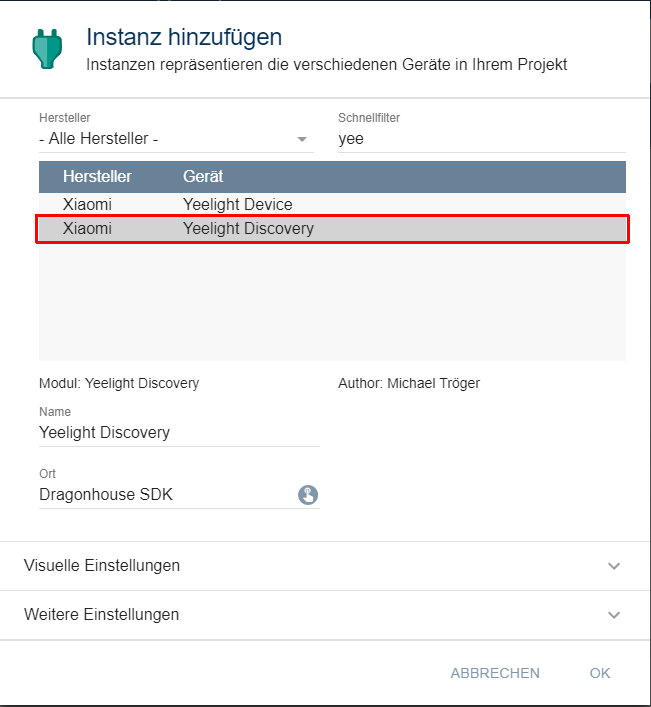 Instanz hinzufügen
Instanzen repräsentieren die verschiedenen Geräte in Ihrem Projekt
Hersteller
- Alle Hersteller -
Schnellfilter
yee
Hersteller Gerät
Xiaomi Yeelight Device
Xiaomi Yeelight Discovery
Modul: Yeelight Discovery
Author: Michael Tröger
Name
Yeelight Discovery
Ort
Dragonhouse SDK
Visuelle Einstellungen
Weitere Einstellungen
ABBRECHEN OK